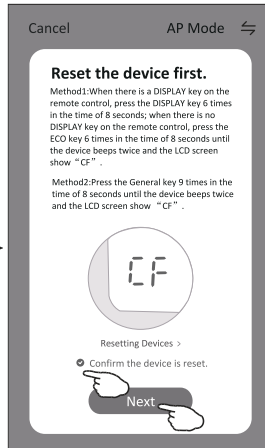 Cancel AP Mode
Reset the device first.
Method1:When there is a DISPLAY key on the
remote control, press the DISPLAY key 6 times
in the time of 8 seconds; when there is no
DISPLAY key on the remote control, press the
ECO key 6 times in the time of 8 seconds until
the device beeps twice and the LCD screen
show “CF” .
Method2:Press the General key 9 times in the
time of 8 seconds until the device beeps twice
and the LCD screen show “CF” .
CF
Resetting Devices >
Confirm the device is reset.
Next